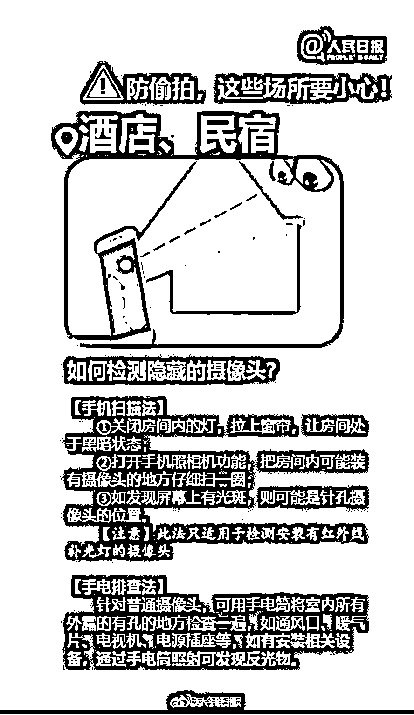 @人民日报
PEOPLE'S DAILY
防偷拍，这些场所要小心！
酒店、民宿
如何检测隐藏的摄像头？
【手机扫描法】
①关闭房间内的灯，拉上窗帘，让房间处
于黑暗状态；
②打开手机照相机功能，把房间内可能装
有摄像头的地方仔细扫一圈；
③如发现屏幕上有光斑，则可能是针孔摄
像头的位置。
【注意】此法只适用于检测安装有红外线
补光灯的摄像头
【手电排查法】
针对普通摄像头，可用手电筒将室内所有
外露的有孔的地方检查一遍，如通风口、暖气
片、电视机、电源插座等，如有安装相关设
备，通过手电筒照射可发现反光物。
@人民日报